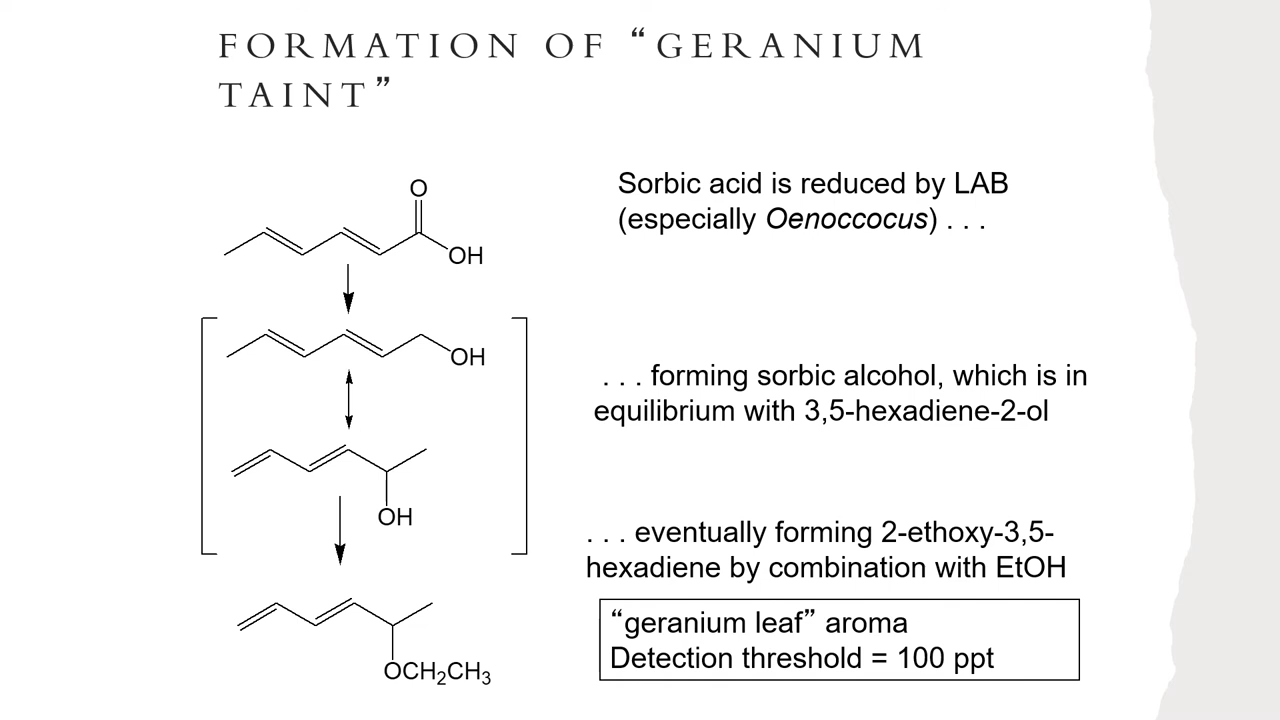 FORMATION OF “GERANIUM
TAINT”
Sorbic acid is reduced by LAB
(especially Oenoccocus) . . .
O
OH
OH
. . . forming sorbic alcohol, which is in
equilibrium with 3,5-hexadiene-2-ol
OH
. . . eventually forming 2-ethoxy-3,5-
hexadiene by combination with EtOH
“geranium leaf” aroma
Detection threshold = 100 ppt
OCH₂CH₃